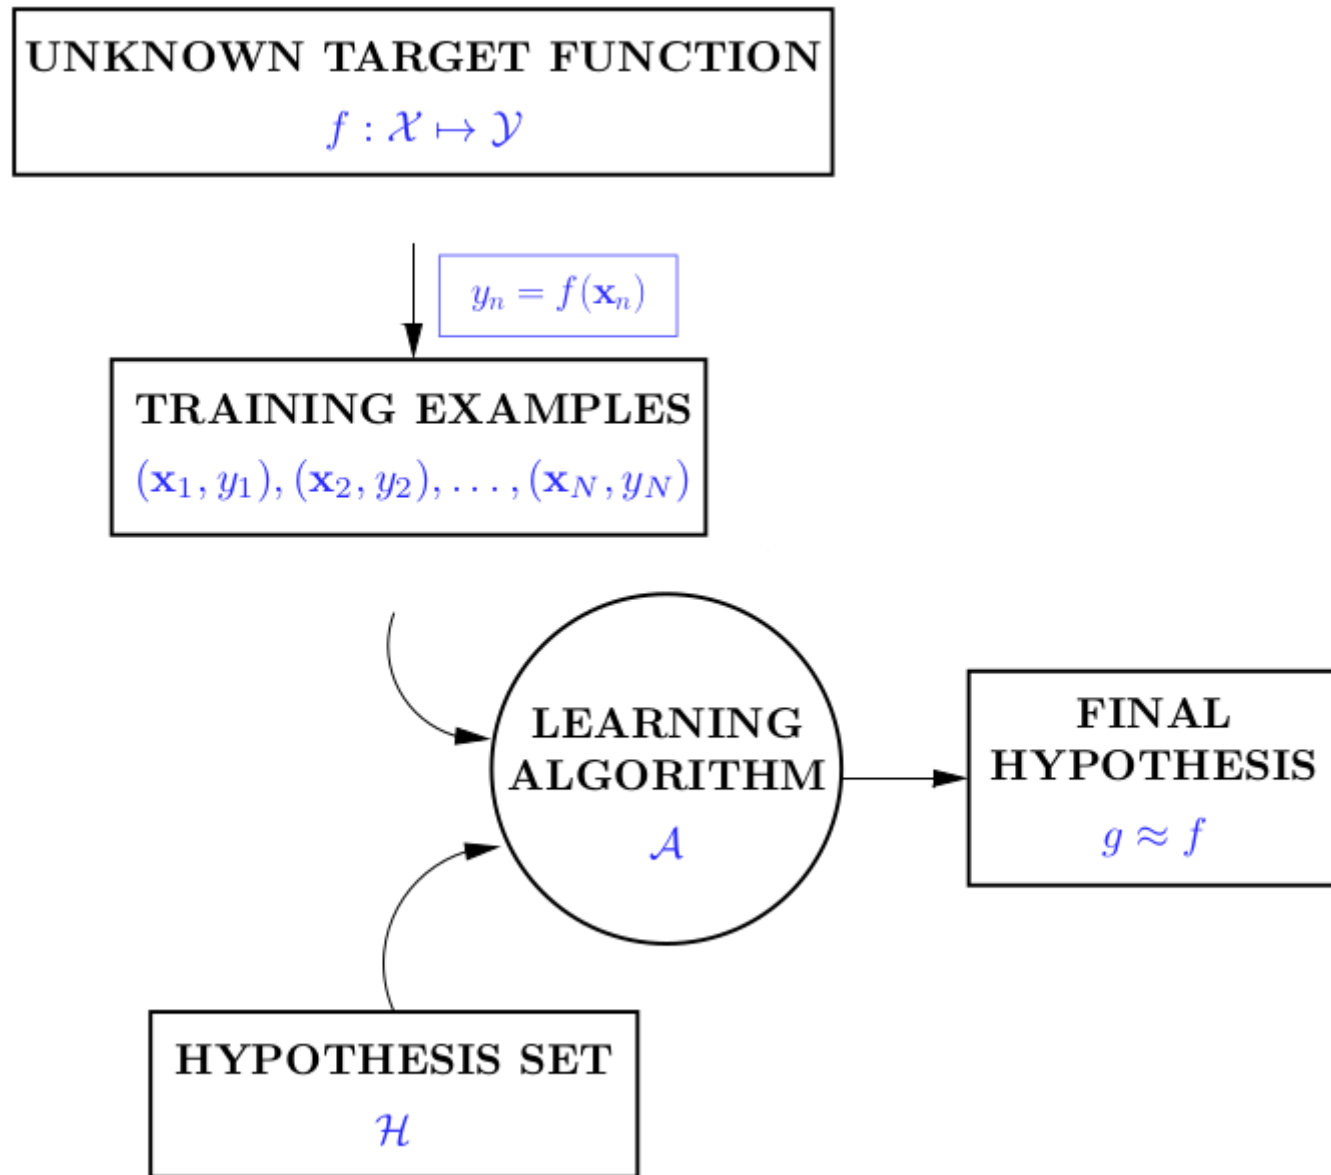 UNKNOWN TARGET FUNCTION
f : 𝒳 ↦ 𝒴
yₙ = f(𝐱ₙ)
TRAINING EXAMPLES
(𝐱₁, y₁), (𝐱₂, y₂), . . . , (𝐱_N, y_N)
LEARNING
ALGORITHM
𝒜
FINAL
HYPOTHESIS
g ≈ f
HYPOTHESIS SET
ℋ